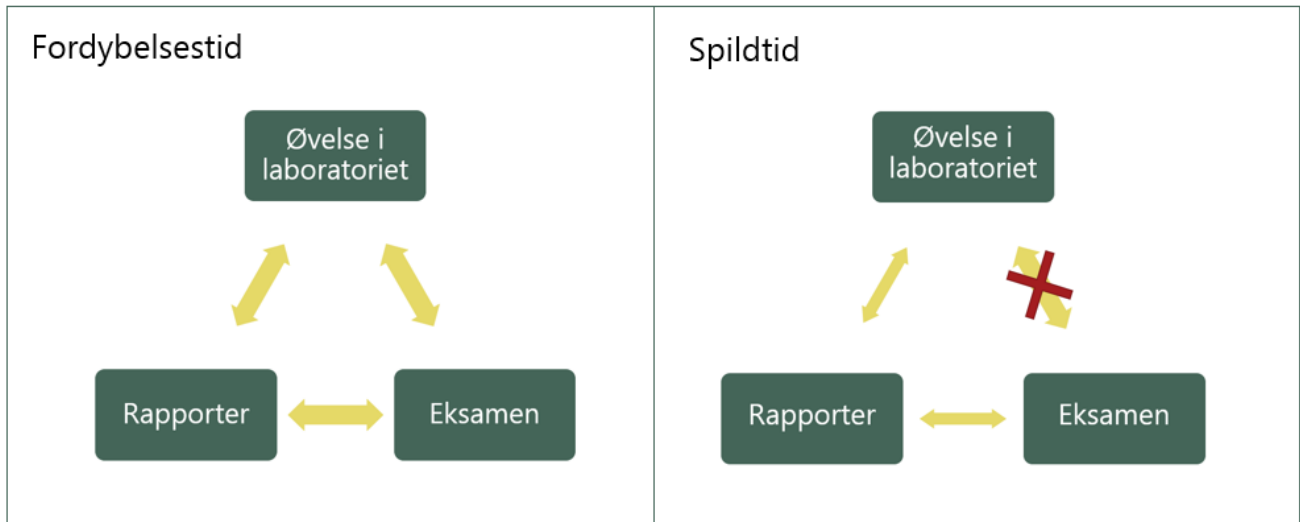 Fordybelsestid
Øvelse i
laboratoriet
Rapporter
Eksamen
Spildtid
Øvelse i
laboratoriet
Rapporter
Eksamen